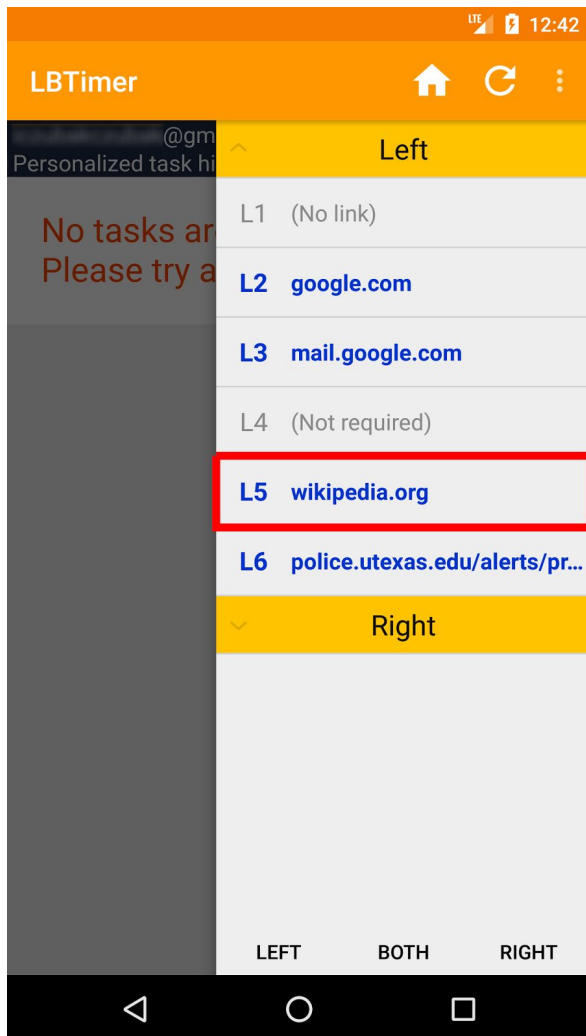 LTE 12:42
LBTimer
@gm
Personalized task hi
No tasks ar
Please try a
Left
L1 (No link)
L2 google.com
L3 mail.google.com
L4 (Not required)
L5 wikipedia.org
L6 police.utexas.edu/alerts/pr...
Right
LEFT BOTH RIGHT